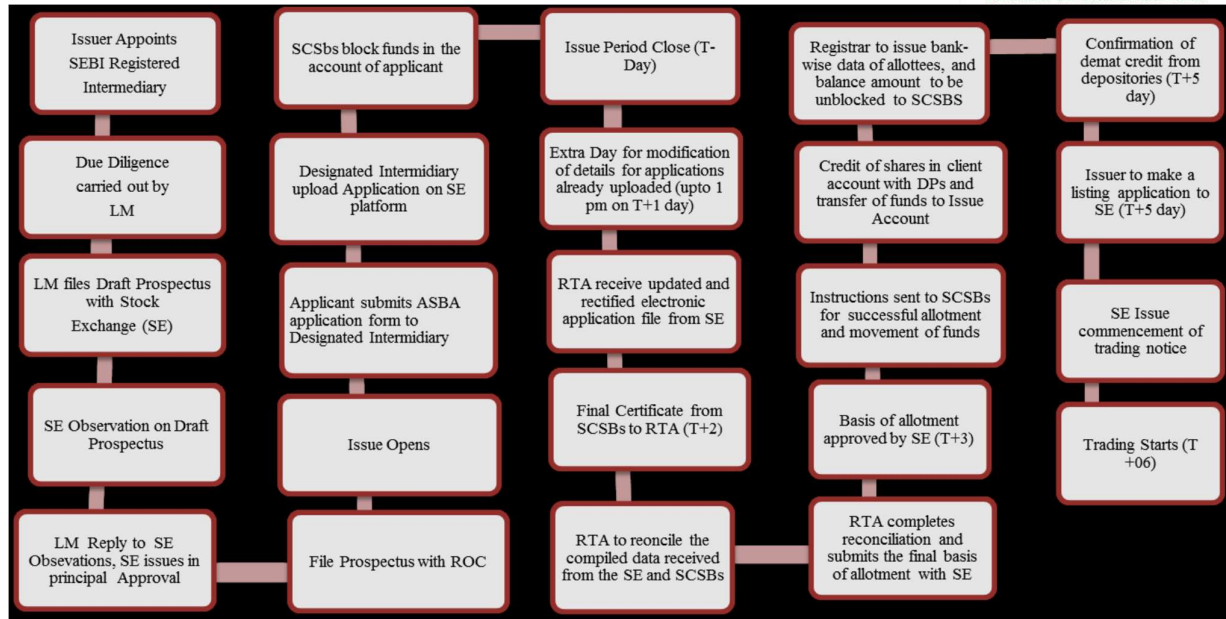 Issuer Appoints
SEBI Registered
Intermediary
Due Diligence
carried out by
LM
LM files Draft Prospectus
with Stock
Exchange (SE)
SE Observation on Draft
Prospectus
LM Reply to SE
Obsevations, SE issues in
principal Approval
File Prospectus with ROC
Issue Opens
Applicant submits ASBA
application form to
Designated Intermidiary
Designated Intermidiary
upload Application on SE
platform
SCSbs block funds in the
account of applicant
Issue Period Close (T-
Day)
Extra Day for modification
of details for applications
already uploaded (upto 1
pm on T+1 day)
RTA receive updated and
rectified electronic
application file from SE
Final Certificate from
SCSBs to RTA (T+2)
RTA to reconcile the
compiled data received
from the SE and SCSBs
RTA completes
reconciliation and
submits the final basis
of allotment with SE
Basis of allotment
approved by SE (T+3)
Instructions sent to SCSBs
for successful allotment
and movement of funds
Credit of shares in client
account with DPs and
transfer of funds to Issue
Account
Registrar to issue bank-
wise data of allottees, and
balance amount to be
unblocked to SCSBS
Confirmation of
demat credit from
depositories (T+5
day)
Issuer to make a
listing application to
SE (T+5 day)
SE Issue
commencement of
trading notice
Trading Starts (T
+06)